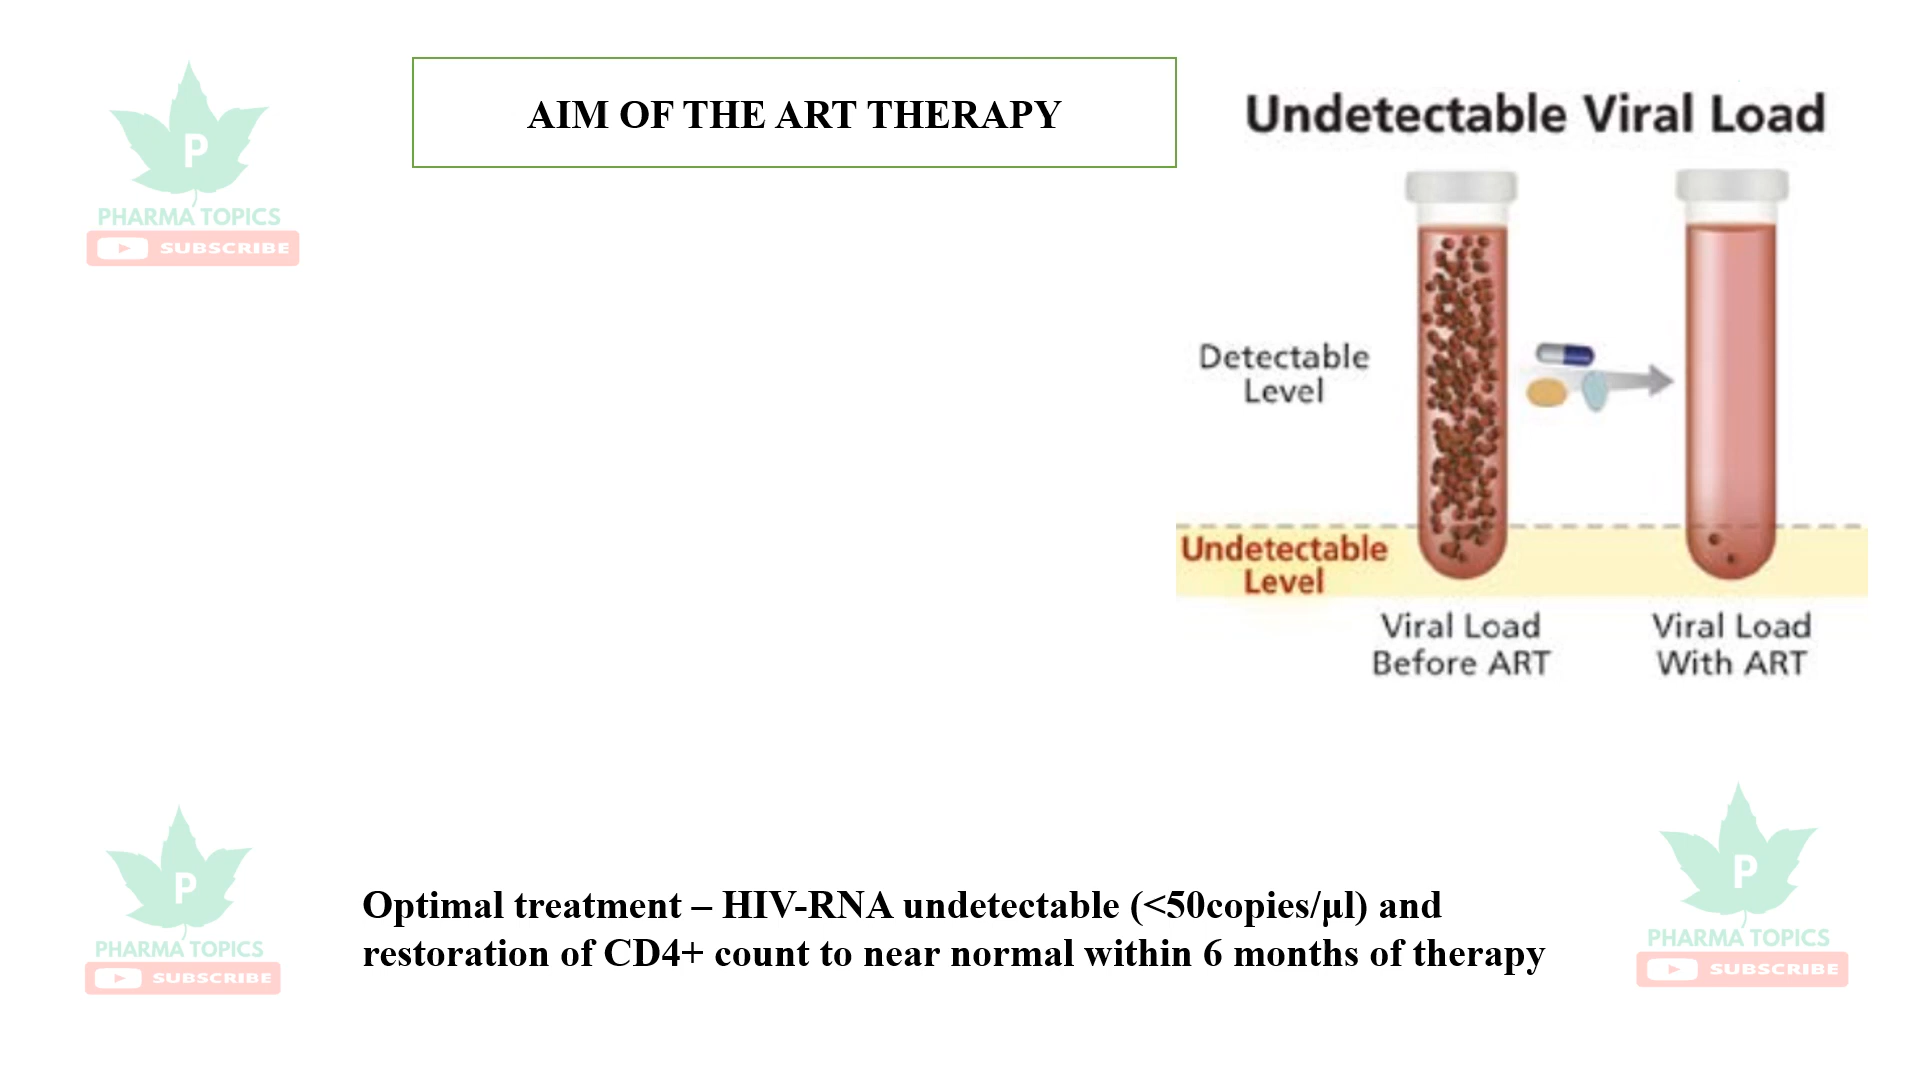 AIM OF THE ART THERAPY
Undetectable Viral Load
P
PHARMA TOPICS
SUBSCRIBE
Detectable
Level
Undetectable
Level
Viral Load
Before ART
Viral Load
With ART
P
PHARMA TOPICS
SUBSCRIBE
Optimal treatment – HIV-RNA undetectable (<50copies/μl) and
restoration of CD4+ count to near normal within 6 months of therapy
P
PHARMA TOPICS
SUBSCRIBE